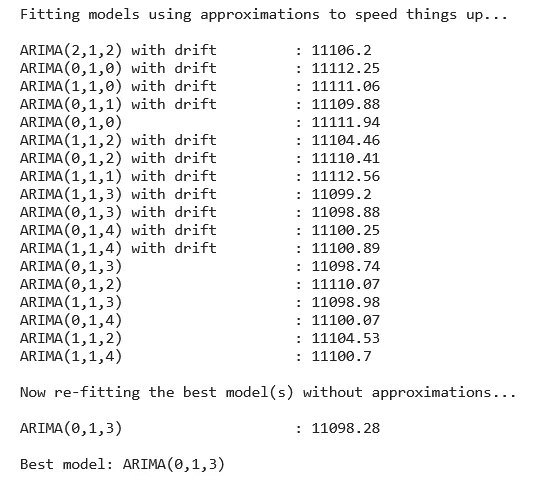 Fitting models using approximations to speed things up...
ARIMA(2,1,2) with drift : 11106.2
ARIMA(0,1,0) with drift : 11112.25
ARIMA(1,1,0) with drift : 11111.06
ARIMA(0,1,1) with drift : 11109.88
ARIMA(0,1,0) : 11111.94
ARIMA(1,1,2) with drift : 11104.46
ARIMA(0,1,2) with drift : 11110.41
ARIMA(1,1,1) with drift : 11112.56
ARIMA(1,1,3) with drift : 11099.2
ARIMA(0,1,3) with drift : 11098.88
ARIMA(0,1,4) with drift : 11100.25
ARIMA(1,1,4) with drift : 11100.89
ARIMA(0,1,3) : 11098.74
ARIMA(0,1,2) : 11110.07
ARIMA(1,1,3) : 11098.98
ARIMA(0,1,4) : 11100.07
ARIMA(1,1,2) : 11104.53
ARIMA(1,1,4) : 11100.7
Now re-fitting the best model(s) without approximations...
ARIMA(0,1,3) : 11098.28
Best model: ARIMA(0,1,3)